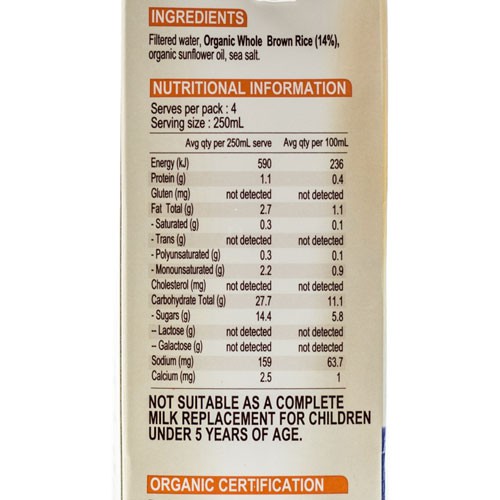 INGREDIENTS
Filtered water, Organic Whole Brown Rice (14%),
organic sunflower oil, sea salt.
NUTRITIONAL INFORMATION
Serves per pack : 4
Serving size : 250mL
Avg qty per 250mL serve Avg qty per 100mL
Energy (kJ) 590 236
Protein (g) 1.1 0.4
Gluten (mg) not detected not detected
Fat Total (g) 2.7 1.1
- Saturated (g) 0.3 0.1
- Trans (g) not detected not detected
- Polyunsaturated (g) 0.3 0.1
- Monounsaturated (g) 2.2 0.9
Cholesterol (mg) not detected not detected
Carbohydrate Total (g) 27.7 11.1
- Sugars (g) 14.4 5.8
-- Lactose (g) not detected not detected
-- Galactose (g) not detected not detected
Sodium (mg) 159 63.7
Calcium (mg) 2.5 1
NOT SUITABLE AS A COMPLETE
MILK REPLACEMENT FOR CHILDREN
UNDER 5 YEARS OF AGE.
ORGANIC CERTIFICATION